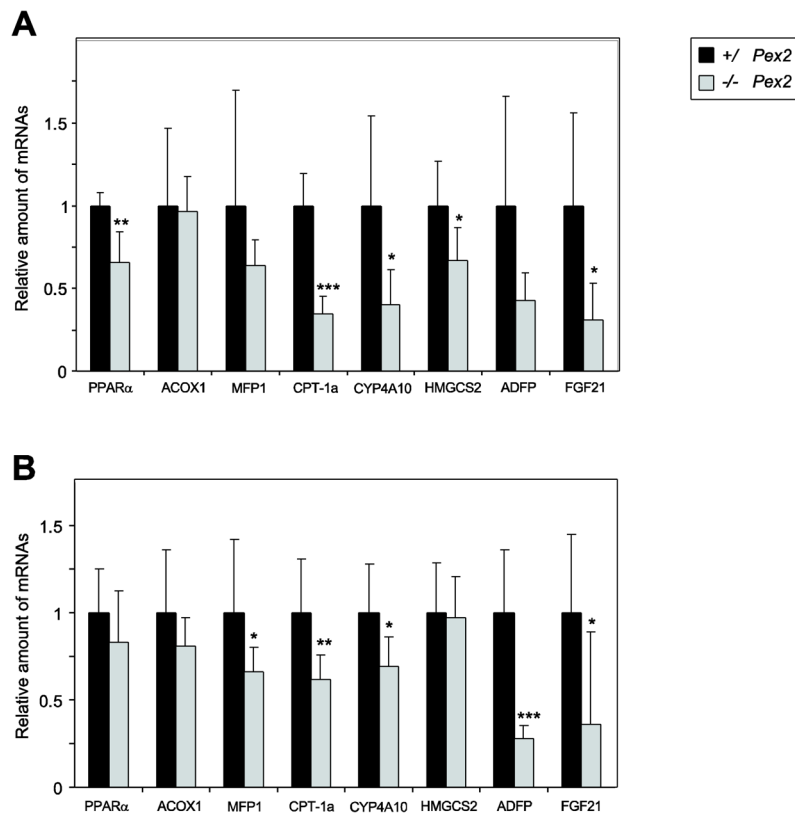 A
+/ Pex2
-/- Pex2
Relative amount of mRNAs
1.5
1
0.5
0
**
***
*
*
*
PPARα ACOX1 MFP1 CPT-1a CYP4A10 HMGCS2 ADFP FGF21
B
Relative amount of mRNAs
1.5
1
0.5
0
*
**
*
***
*
PPARα ACOX1 MFP1 CPT-1a CYP4A10 HMGCS2 ADFP FGF21